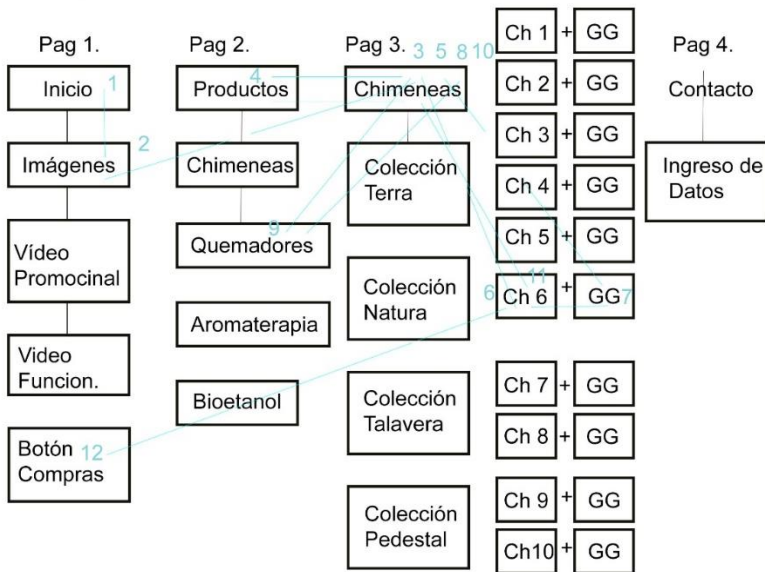 Pag 1.
Inicio
1
Imágenes
2
Vídeo
Promocinal
Video
Funcion.
Botón
Compras
12
Pag 2.
Productos
4
Chimeneas
Quemadores
9
Aromaterapia
Bioetanol
Pag 3.
3 5 8 10
Chimeneas
Colección
Terra
Colección
Natura
Colección
Talavera
Colección
Pedestal
Ch 1 + GG
Ch 2 + GG
Ch 3 + GG
Ch 4 + GG
Ch 5 + GG
11
6 Ch 6 + GG 7
Ch 7 + GG
Ch 8 + GG
Ch 9 + GG
Ch10 + GG
Pag 4.
Contacto
Ingreso de
Datos